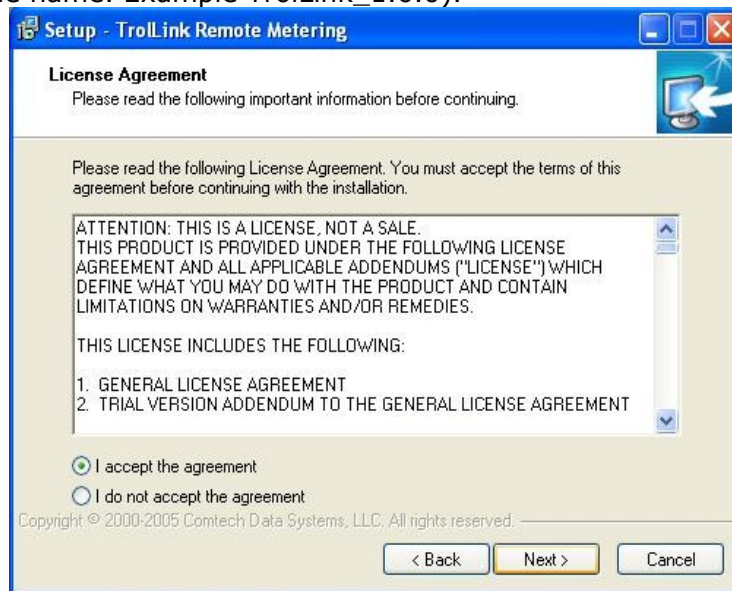 name. Example
Setup - TrolLink Remote Metering
License Agreement
Please read the following important information before continuing.
Please read the following License Agreement. You must accept the terms of this
agreement before continuing with the installation.
ATTENTION: THIS IS A LICENSE, NOT A SALE.
THIS PRODUCT IS PROVIDED UNDER THE FOLLOWING LICENSE
AGREEMENT AND ALL APPLICABLE ADDENDUMS ("LICENSE") WHICH
DEFINE WHAT YOU MAY DO WITH THE PRODUCT AND CONTAIN
LIMITATIONS ON WARRANTIES AND/OR REMEDIES.
THIS LICENSE INCLUDES THE FOLLOWING:
1. GENERAL LICENSE AGREEMENT
2. TRIAL VERSION ADDENDUM TO THE GENERAL LICENSE AGREEMENT
I accept the agreement
I do not accept the agreement
Copyright © 2000-2005 Comtech Data Systems, LLC. All rights reserved.
< Back
Next >
Cancel